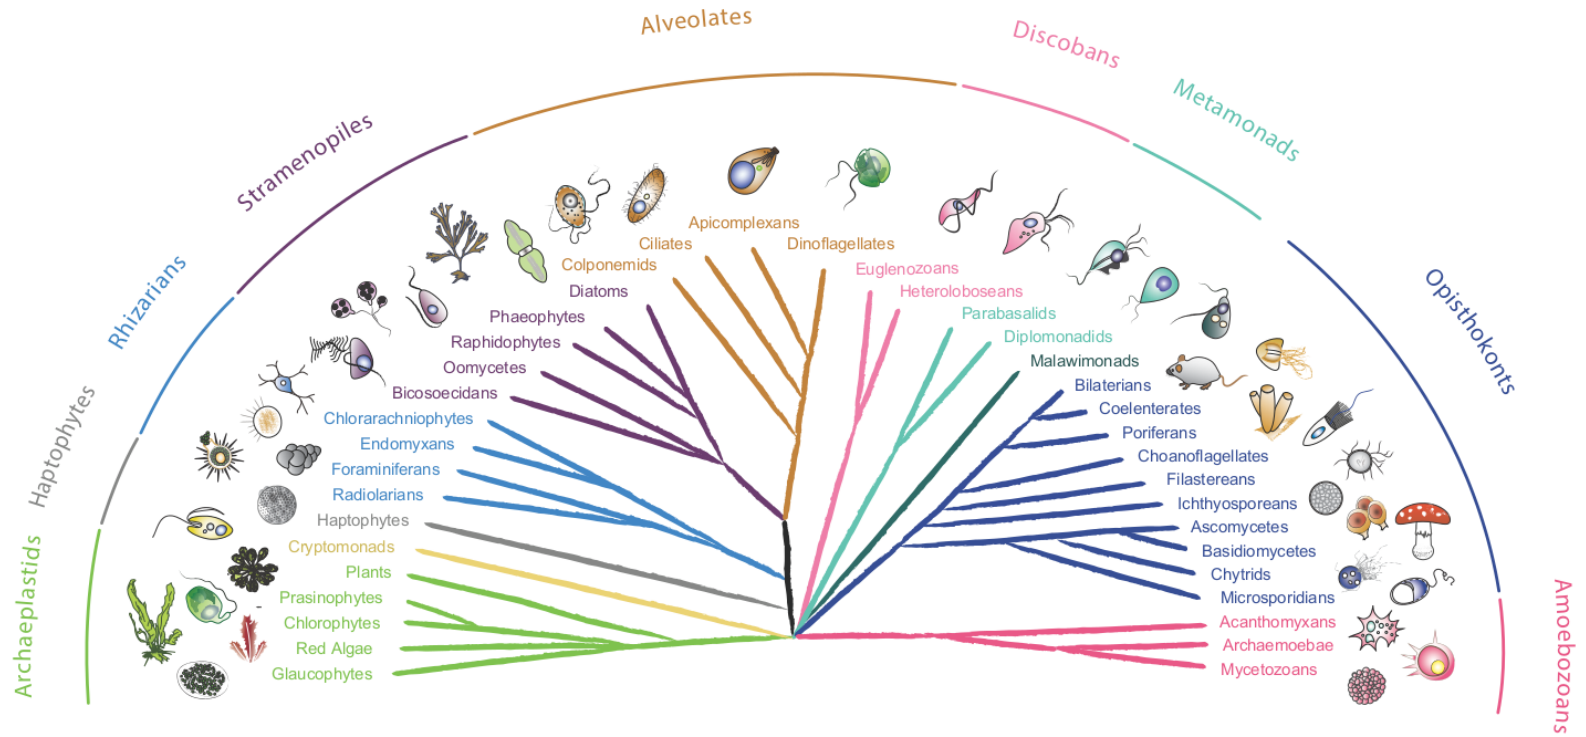 Alveolates
Discobans
Metamonads
Stramenopiles
Rhizarians
Haptophytes
Archaeplastids
Opisthokonts
Amoebozoans
Apicomplexans
Ciliates
Dinoflagellates
Colponemids
Diatoms
Phaeophytes
Raphidophytes
Oomycetes
Bicosoecidans
Chlorarachniophytes
Endomyxans
Foraminiferans
Radiolarians
Haptophytes
Cryptomonads
Plants
Prasinophytes
Chlorophytes
Red Algae
Glaucophytes
Euglenozoans
Heteroloboseans
Parabasalids
Diplomonadids
Malawimonads
Bilaterians
Coelenterates
Poriferans
Choanoflagellates
Filastereans
Ichthyosporeans
Ascomycetes
Basidiomycetes
Chytrids
Microsporidians
Acanthomyxans
Archaemoebae
Mycetozoans